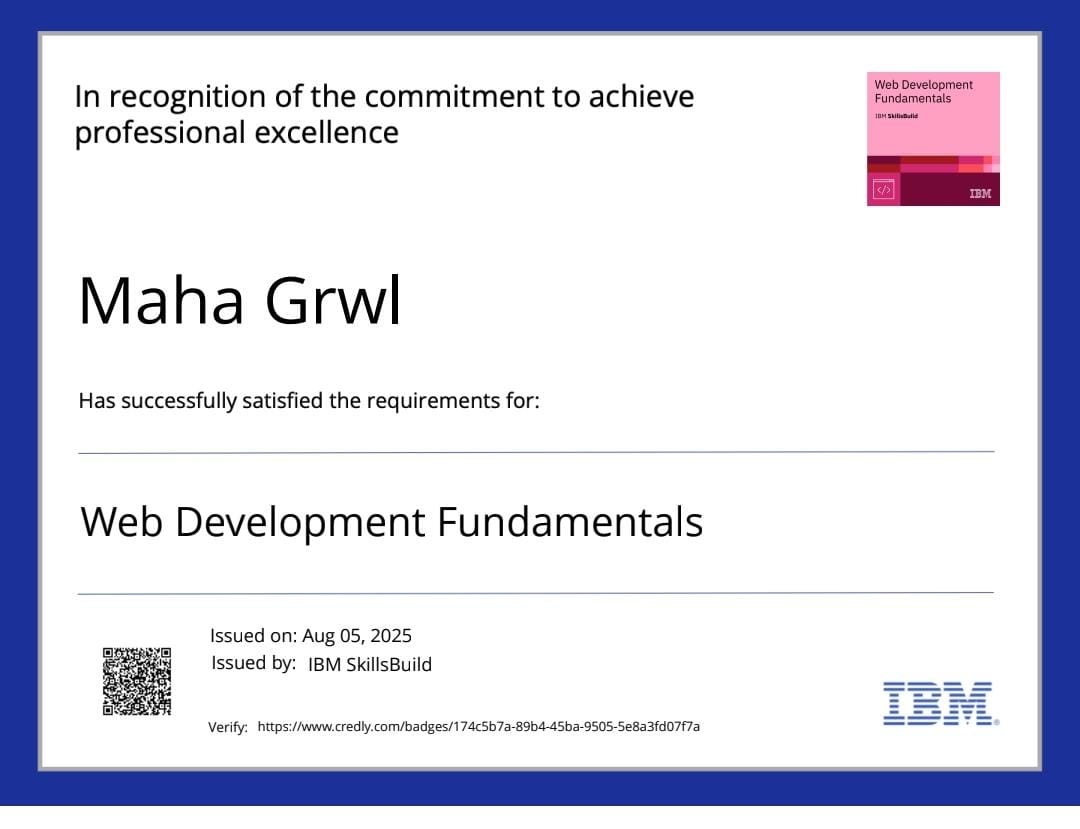 In recognition of the commitment to achieve
professional excellence
Web Development
Fundamentals
IBM SkillsBuild
</>
IBM
Maha Grwl
Has successfully satisfied the requirements for:
Web Development Fundamentals
Issued on: Aug 05, 2025
Issued by: IBM SkillsBuild
Verify: https://www.credly.com/badges/174c5b7a-89b4-45ba-9505-5e8a3fd07f7a
IBM®